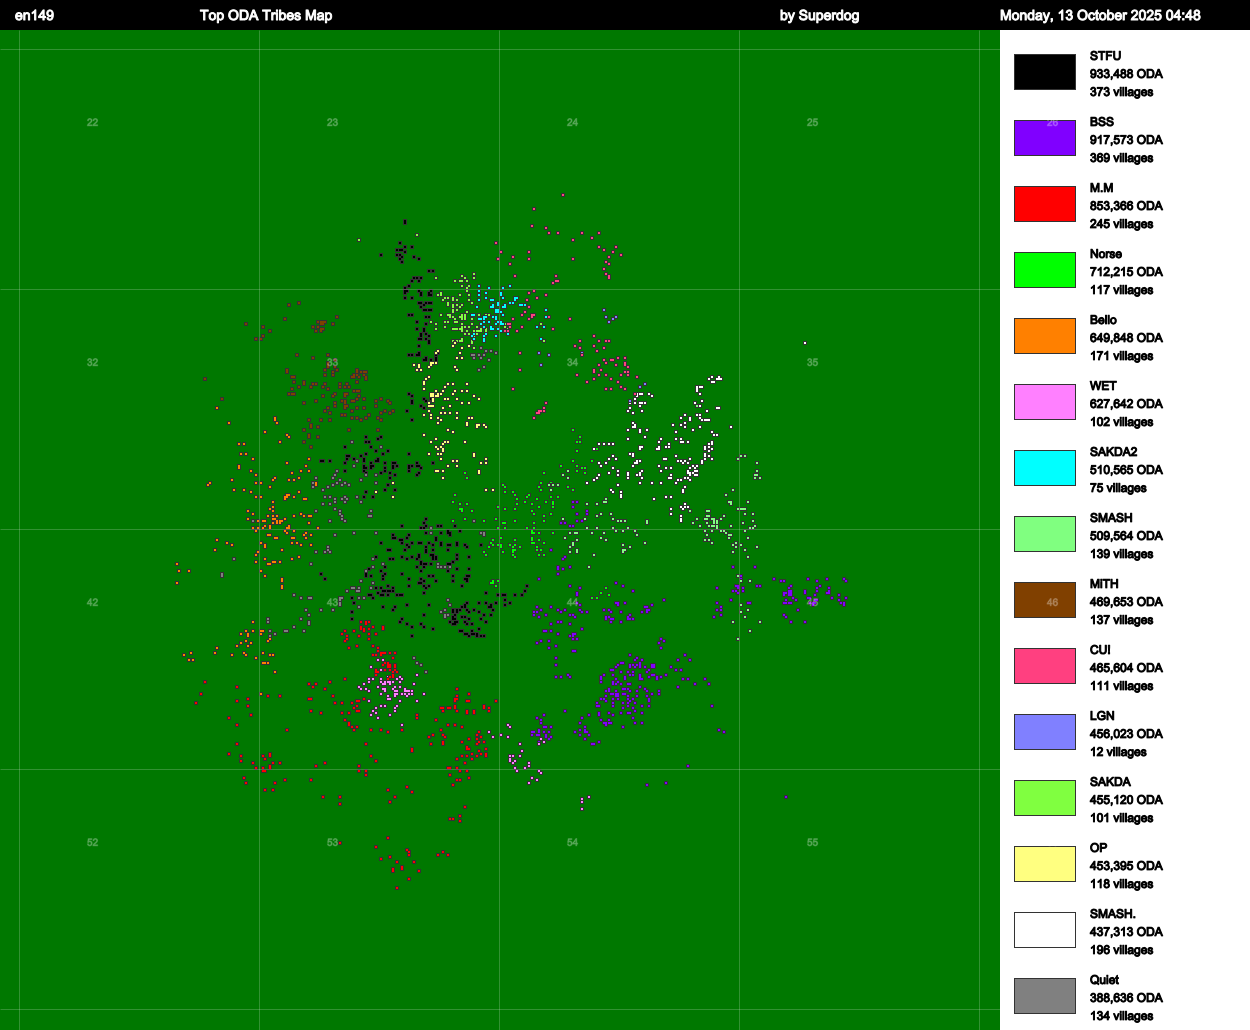 en149 Top ODA Tribes Map by Superdog Monday, 13 October 2025 04:48
STFU
933,488 ODA
373 villages
22 23 24 25 26
BSS
917,573 ODA
369 villages
M.M
853,366 ODA
245 villages
Norse
712,215 ODA
117 villages
Bello
649,848 ODA
171 villages
32 33 34 35
WET
627,642 ODA
102 villages
SAKDA2
510,565 ODA
75 villages
SMASH
509,564 ODA
139 villages
MITH
469,653 ODA
137 villages
42 43 44 45 46
CUI
465,604 ODA
111 villages
LGN
456,023 ODA
12 villages
SAKDA
455,120 ODA
101 villages
OP
453,395 ODA
118 villages
52 53 54 55
SMASH.
437,313 ODA
196 villages
Quiet
388,636 ODA
134 villages